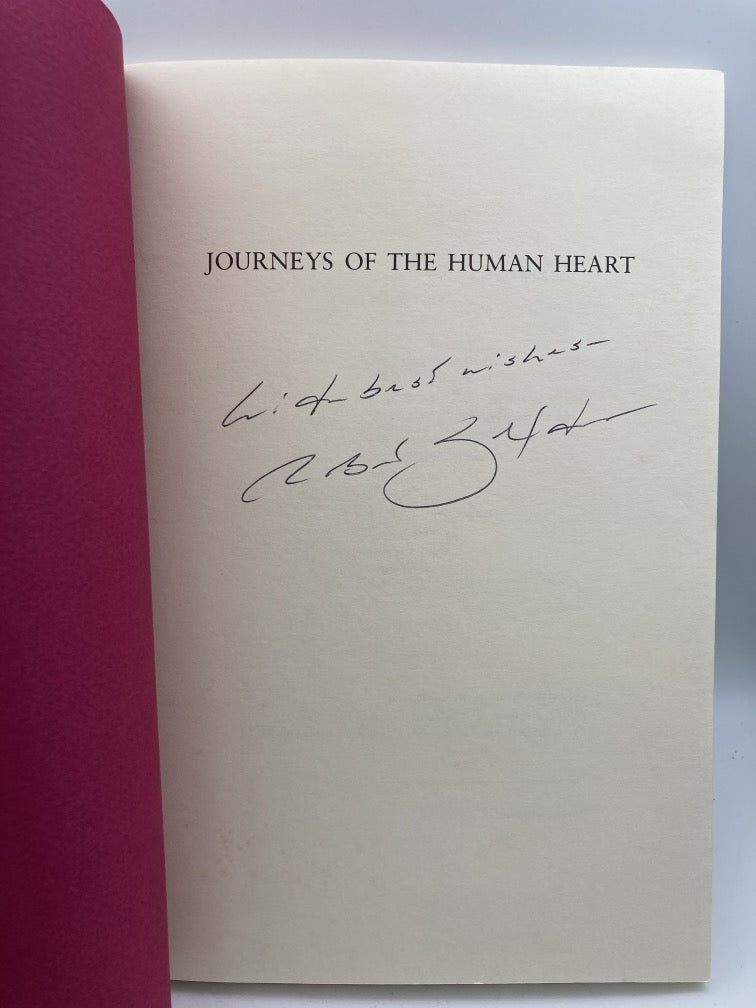 JOURNEYS OF THE HUMAN HEART
With best wishes—